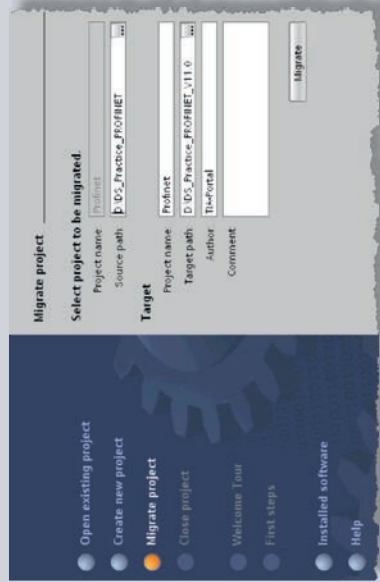 Open existing project
Create new project
Migrate project
Close project
Welcome Tour
First steps
Installed software
Help
Migrate project
Select project to be migrated.
Project name Profinet
Source path D:\DS_Practice_PROFINET ...
Target
Project name Profinet
Target path D:\DS_Practice_PROFINET_V11.0 ...
Author TIA-Portal
Comment
Migrate